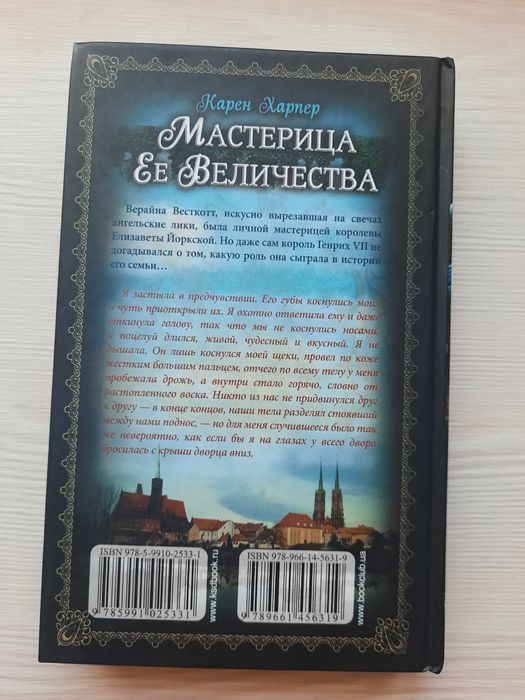 Карен Харпер
Мастерица
Ее Величества
Верайна Весткотт, искусно вырезавшая на свечах
ангельские лики, была личной мастерицей королевы
Елизаветы Йоркской. Но даже сам король Генрих VII не
догадывался о том, какую роль она сыграла в истории
его семьи...
Я застыла в предчувствии. Его губы коснулись моих
и чуть приоткрыли их. Я охотно ответила ему и даже
откинула голову, так что мы не коснулись носами,
и поцелуй длился, живой, чудесный и вкусный. Я не
дышала. Он лишь коснулся моей щеки, провел по коже
жестким большим пальцем, отчего по всему телу у меня
пробежала дрожь, а внутри стало горячо, словно от
растопленного воска. Никто из нас не придвинулся друг
к другу — в конце концов, наши тела разделял стоявший
между нами поднос, — но для меня случившееся было так
же невероятно, как если бы я на глазах у всего двора
бросилась с крыши дворца вниз.
ISBN 978-5-9910-2533-1
www.ksdbook.ru
9 785991 025331
ISBN 978-966-14-5631-9
www.bookclub.ua
9 789661 456319